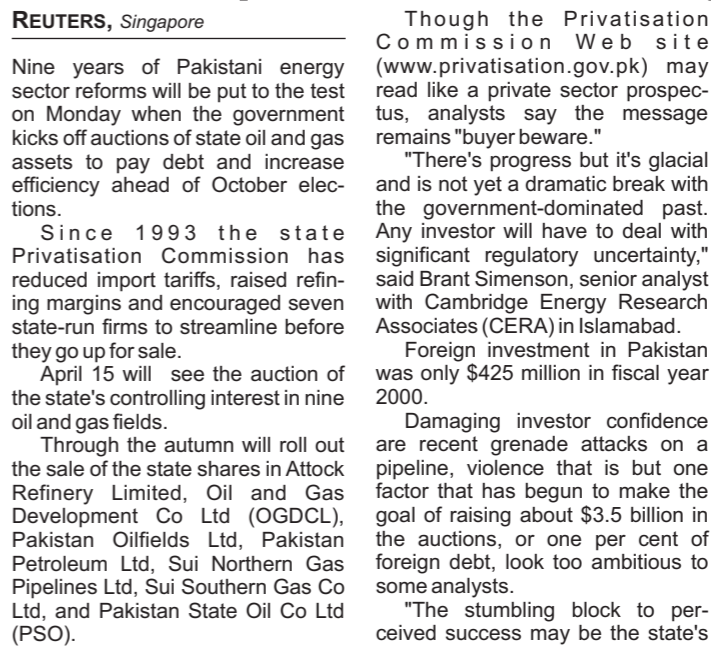 REUTERS, Singapore
Nine years of Pakistani energy
sector reforms will be put to the test
on Monday when the government
kicks off auctions of state oil and gas
assets to pay debt and increase
efficiency ahead of October elec-
tions.
Since 1993 the state
Privatisation Commission has
reduced import tariffs, raised refin-
ing margins and encouraged seven
state-run firms to streamline before
they go up for sale.
April 15 will see the auction of
the state's controlling interest in nine
oil and gas fields.
Through the autumn will roll out
the sale of the state shares in Attock
Refinery Limited, Oil and Gas
Development Co Ltd (OGDCL),
Pakistan Oilfields Ltd, Pakistan
Petroleum Ltd, Sui Northern Gas
Pipelines Ltd, Sui Southern Gas Co
Ltd, and Pakistan State Oil Co Ltd
(PSO).
Though the Privatisation
Commission Web site
(www.privatisation.gov.pk) may
read like a private sector prospec-
tus, analysts say the message
remains "buyer beware."
"There's progress but it's glacial
and is not yet a dramatic break with
the government-dominated past.
Any investor will have to deal with
significant regulatory uncertainty,"
said Brant Simenson, senior analyst
with Cambridge Energy Research
Associates (CERA) in Islamabad.
Foreign investment in Pakistan
was only $425 million in fiscal year
2000.
Damaging investor confidence
are recent grenade attacks on a
pipeline, violence that is but one
factor that has begun to make the
goal of raising about $3.5 billion in
the auctions, or one per cent of
foreign debt, look too ambitious to
some analysts.
"The stumbling block to per-
ceived success may be the state's